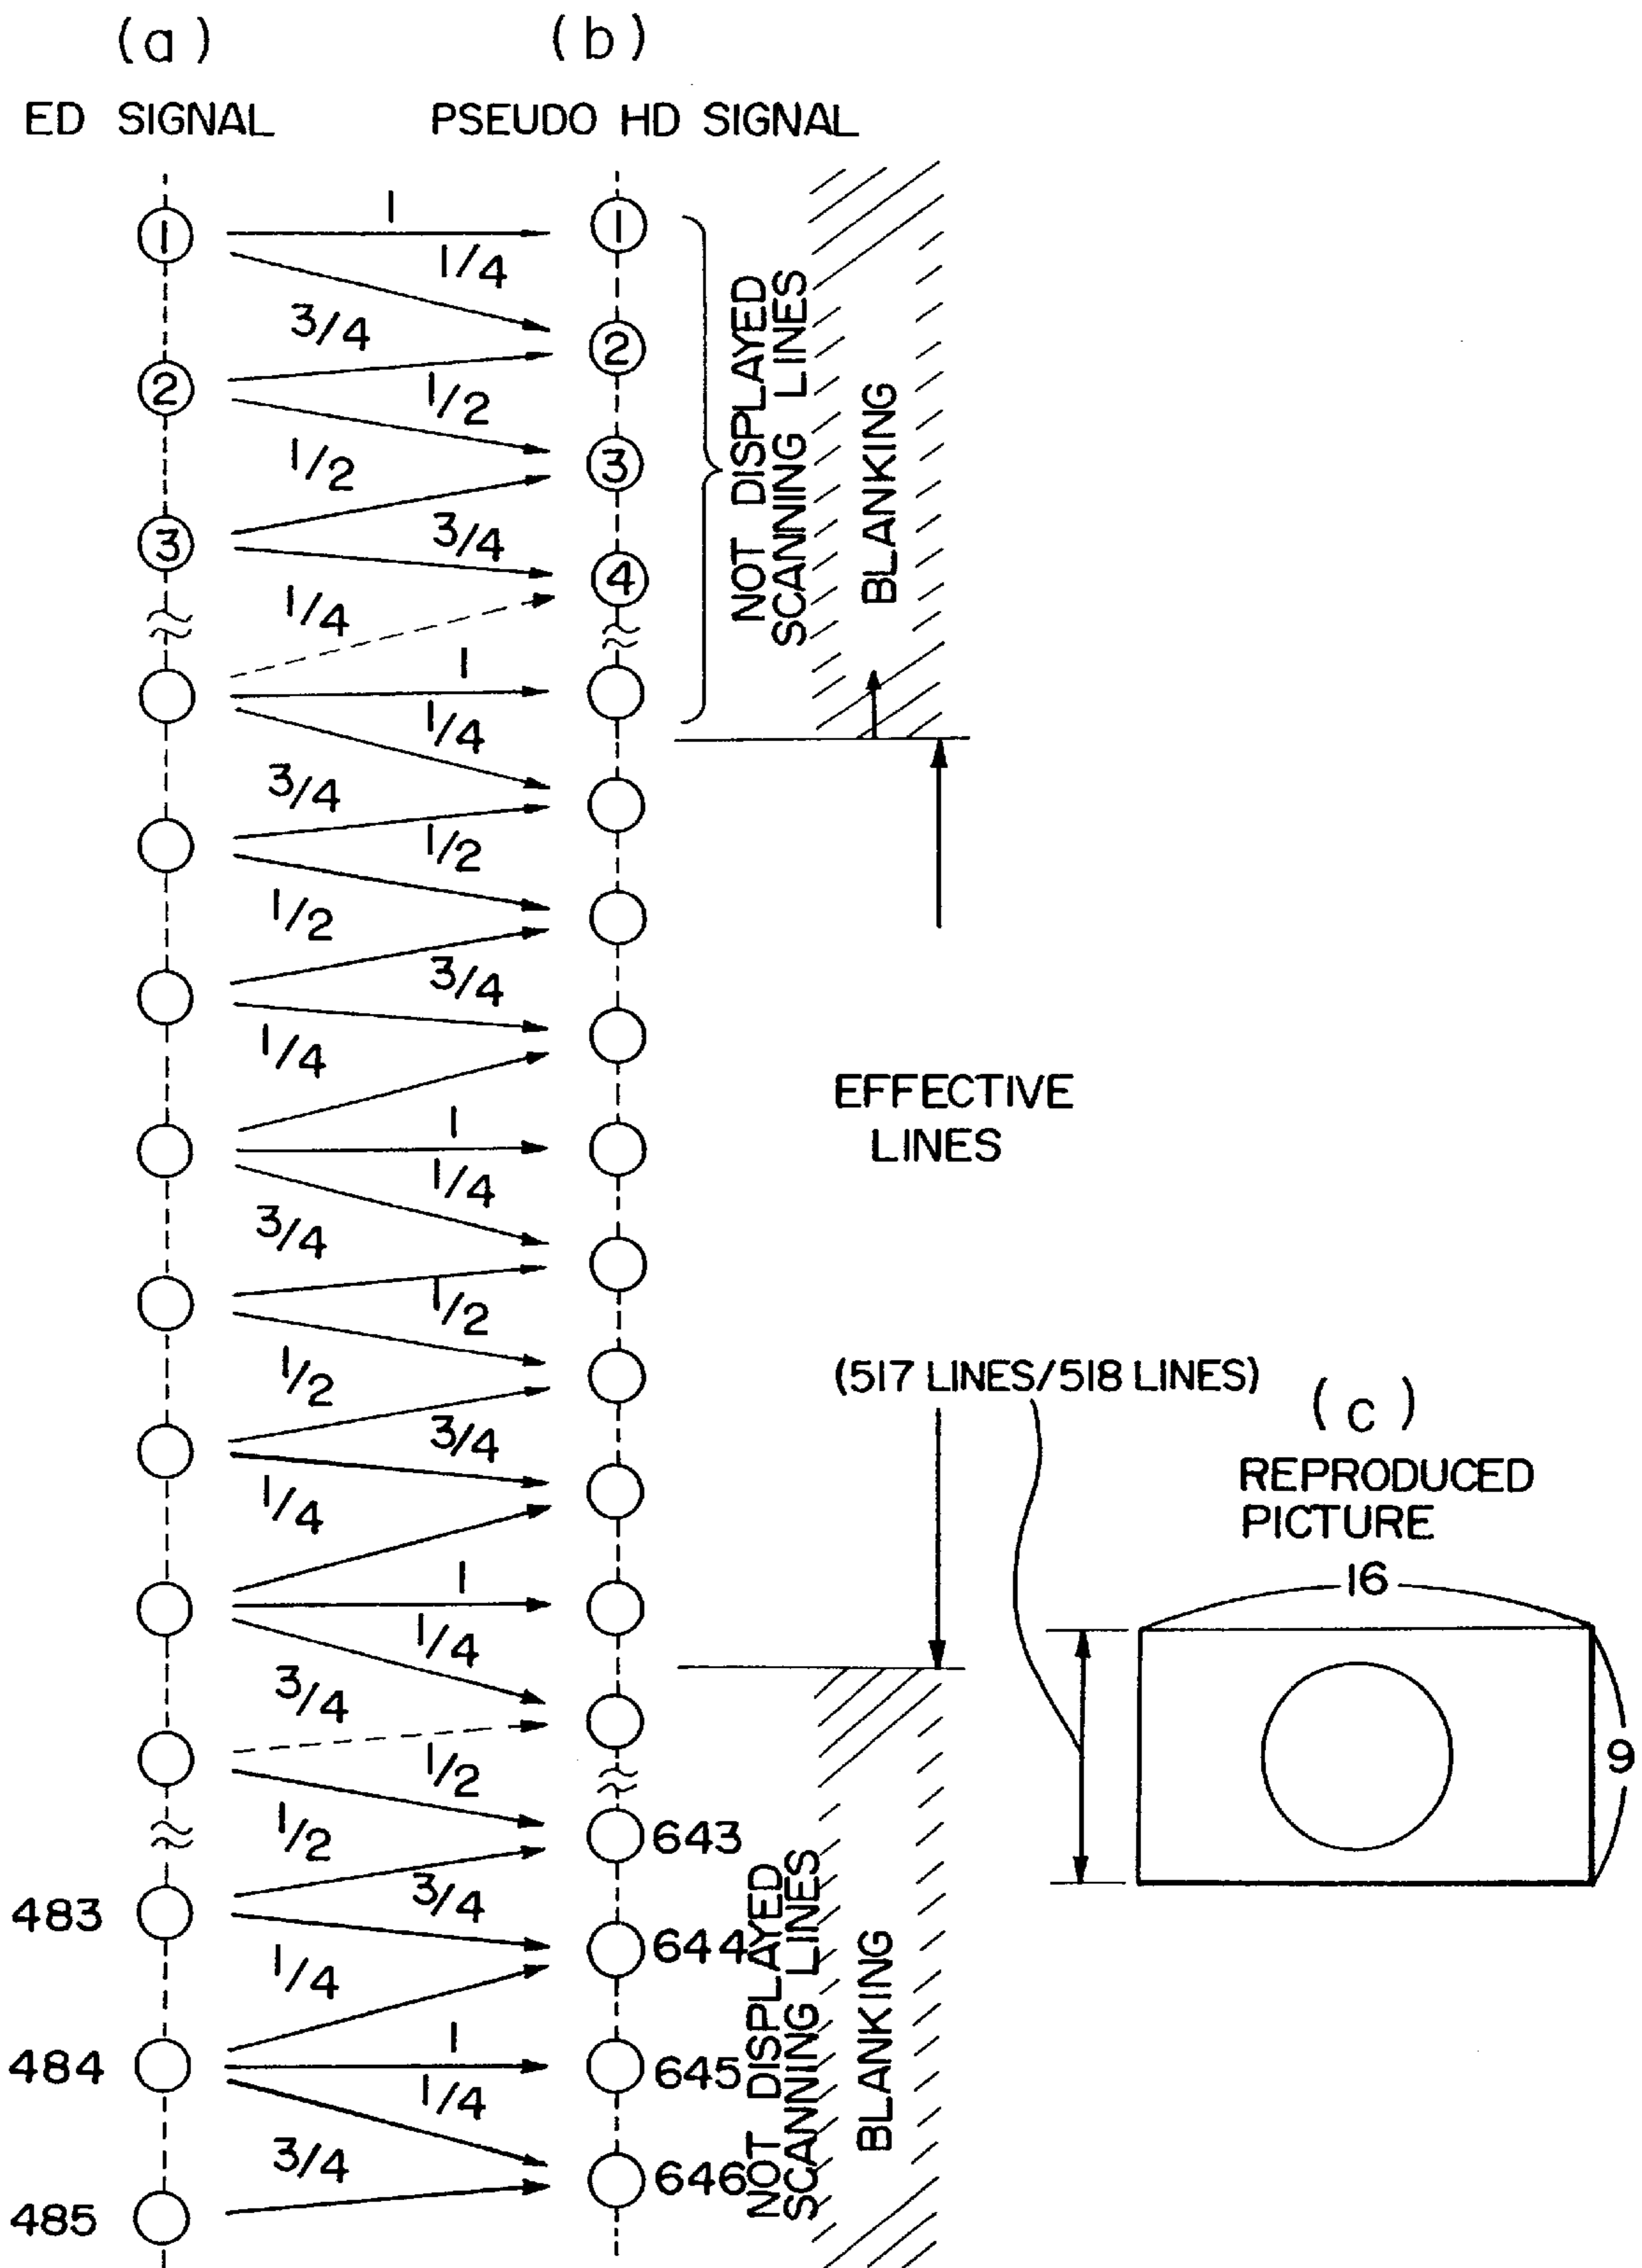 (a)
(b)
ED SIGNAL
PSEUDO HD SIGNAL
1
1
1
1/4
3/4
2
2
1/2
1/2
3
3
3/4
4
1/4
1
1/4
NOT DISPLAYED
SCANNING LINES
BLANKING
3/4
1/2
1/2
3/4
1/4
EFFECTIVE
LINES
1
1/4
3/4
1/2
1/2
(517 LINES/518 LINES)
3/4
1/4
(c)
REPRODUCED
PICTURE
16
9
1
1/4
3/4
1/2
1/2
643
483
3/4
644
1/4
484
1
645
1/4
3/4
646
485
NOT DISPLAYED
SCANNING LINES
BLANKING